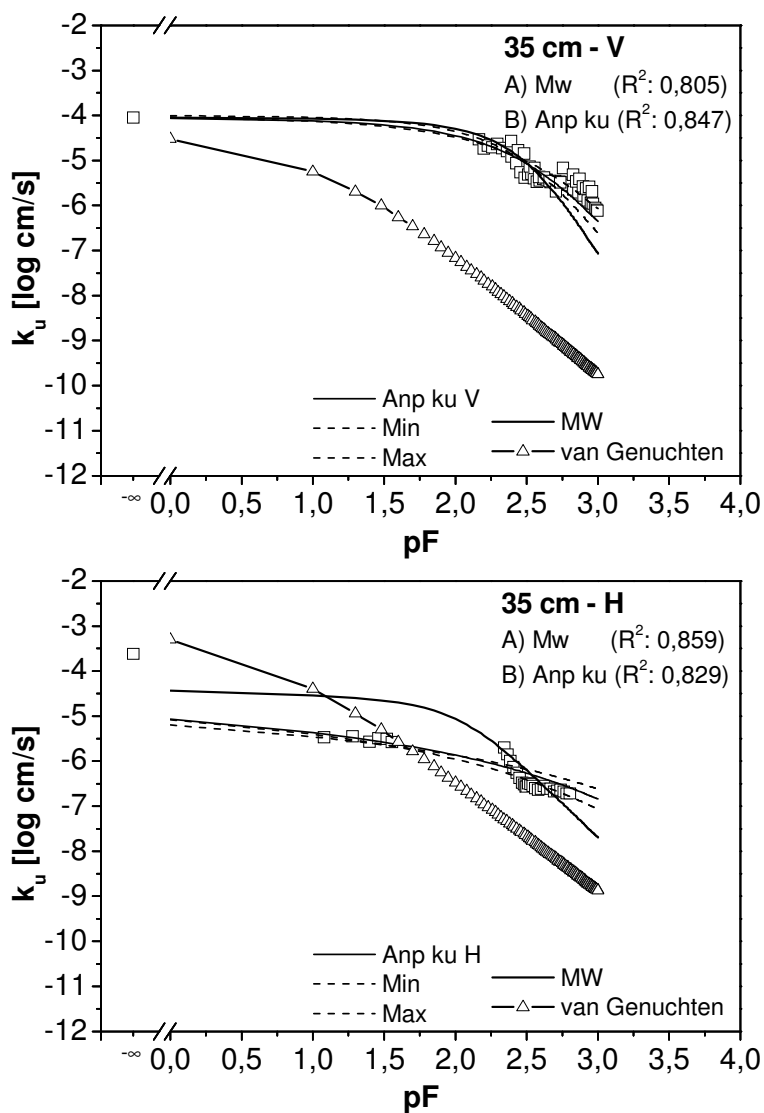 35 cm - V
A) Mw (R²: 0,805)
B) Anp ku (R²: 0,847)
-2
-3
-4
-5
-6
-7
-8
-9
-10
-11
-12
k_u [log cm/s]
Anp ku V
Min
Max
MW
van Genuchten
-∞ 0,0 0,5 1,0 1,5 2,0 2,5 3,0 3,5 4,0
pF
35 cm - H
A) Mw (R²: 0,859)
B) Anp ku (R²: 0,829)
-2
-3
-4
-5
-6
-7
-8
-9
-10
-11
-12
k_u [log cm/s]
Anp ku H
Min
Max
MW
van Genuchten
-∞ 0,0 0,5 1,0 1,5 2,0 2,5 3,0 3,5 4,0
pF